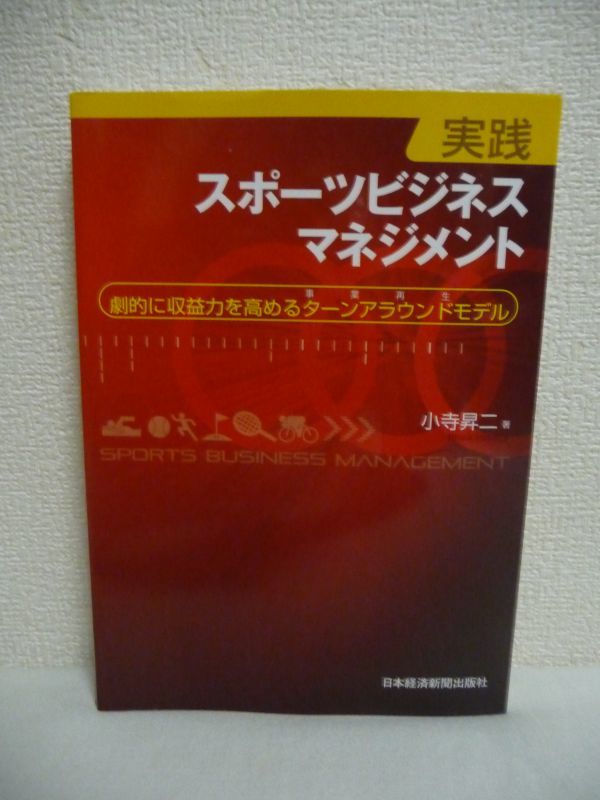 実践
スポーツビジネス
マネジメント
事業再生
劇的に収益力を高めるターンアラウンドモデル
小寺昇二 著
SPORTS BUSINESS MANAGEMENT
日本経済新聞出版社